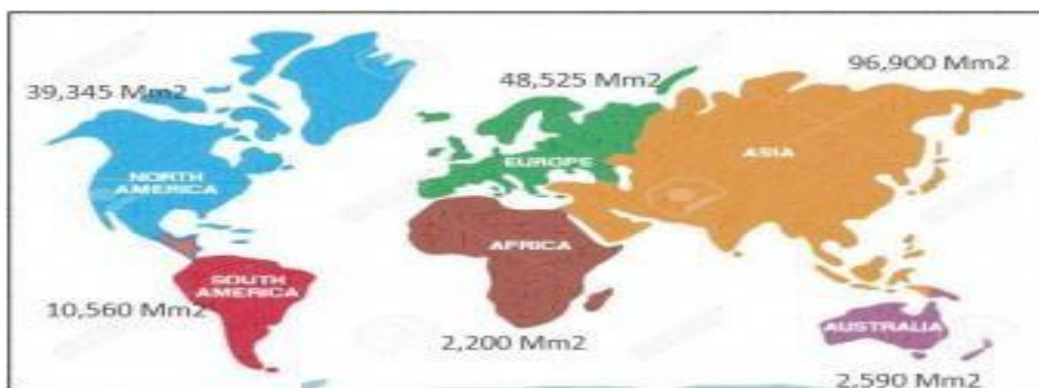 96,900 Mm2
48,525 Mm2
39,345 Mm2
NORTH
AMERICA
EUROPE
ASIA
AFRICA
SOUTH
AMERICA
10,560 Mm2
2,200 Mm2
AUSTRALIA
2,590 Mm2